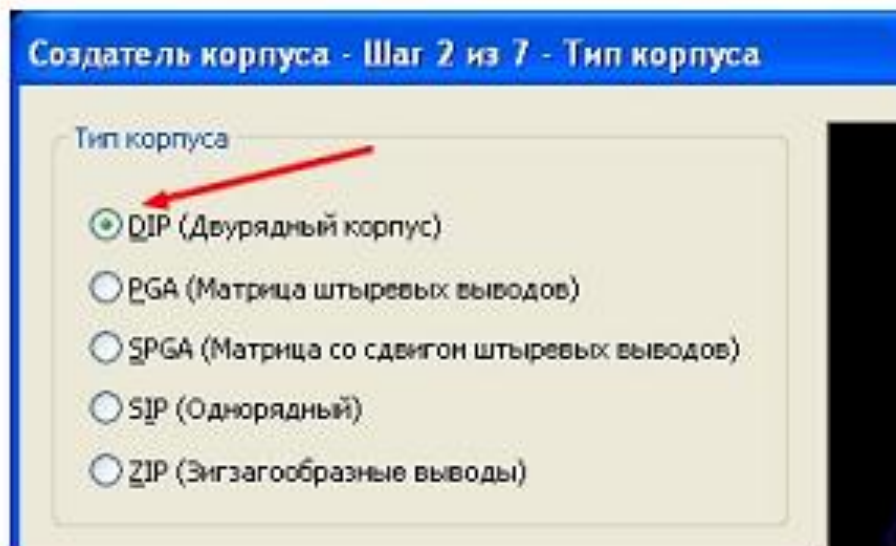 Создатель корпуса - Шаг 2 из 7 - Тип корпуса
Тип корпуса
DIP (Двурядный корпус)
PGA (Матрица штыревых выводов)
SPGA (Матрица со сдвигом штыревых выводов)
SIP (Однорядный)
ZIP (Зигзагообразные выводы)